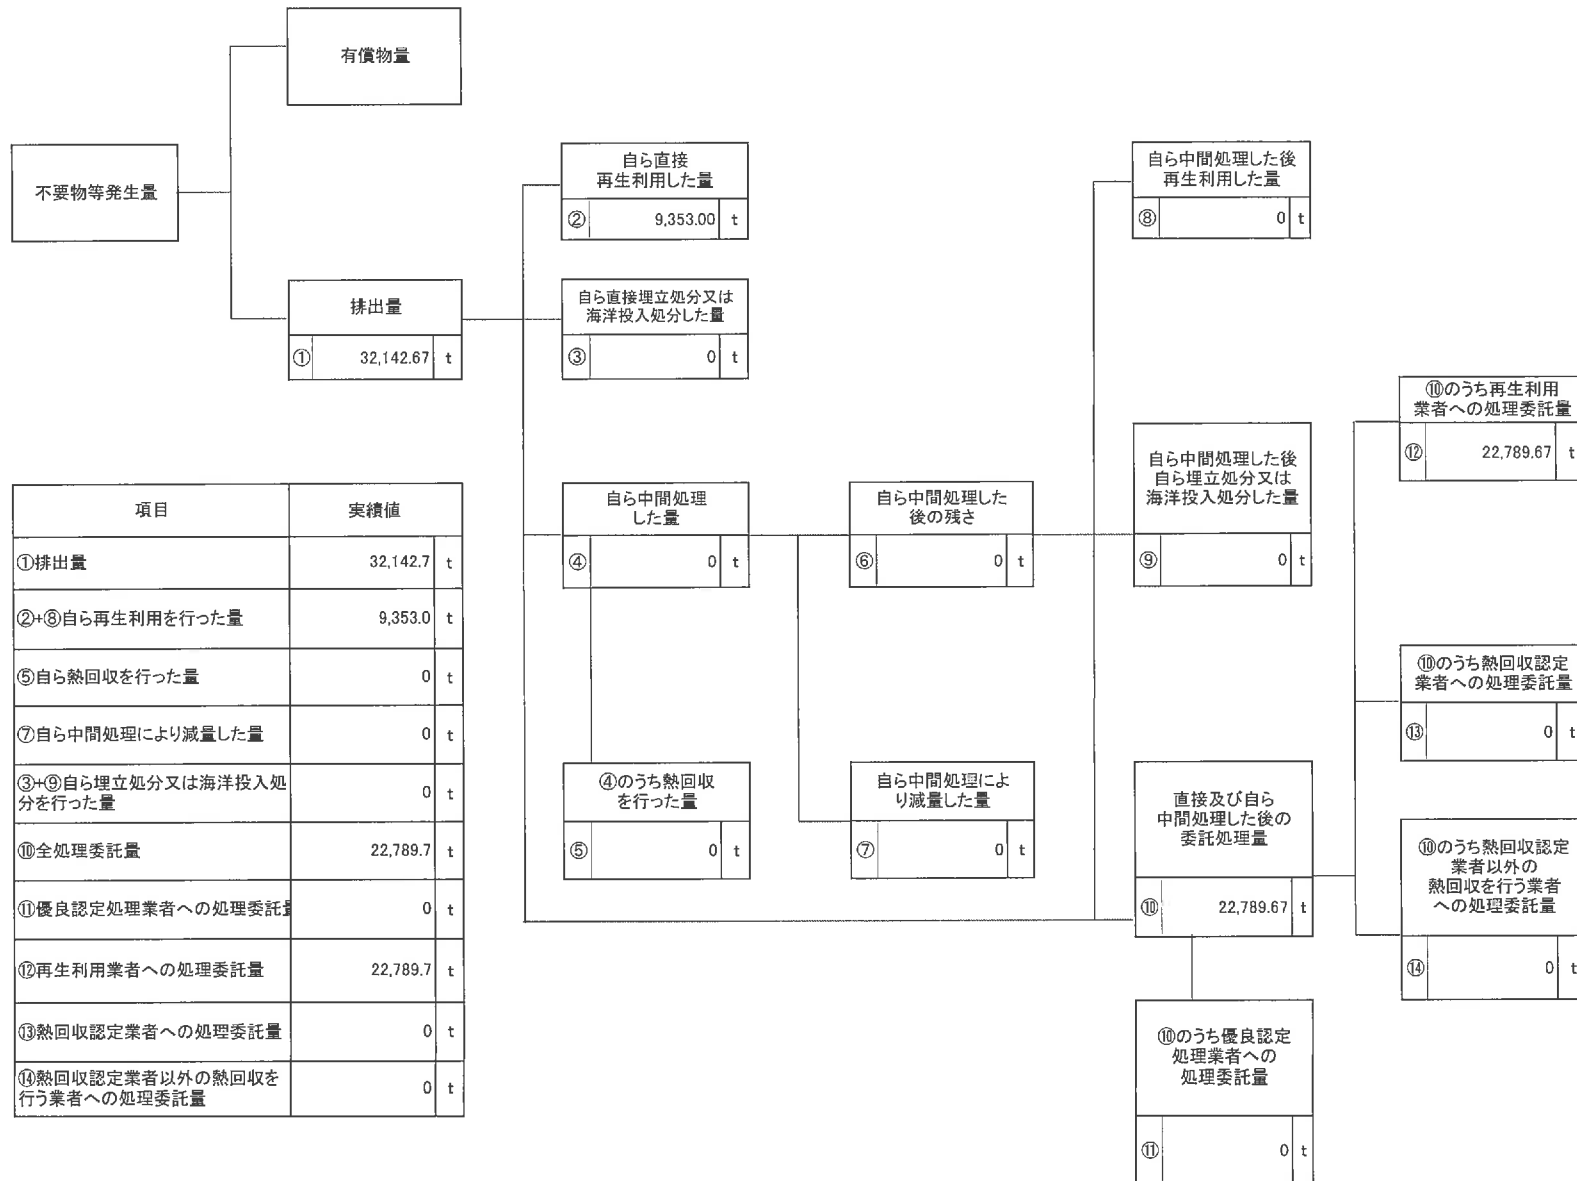 有償物量
不要物等発生量
排出量
① 32,142.67 t
自ら直接
再生利用した量
② 9,353.00 t
自ら直接埋立処分又は
海洋投入処分した量
③ 0 t
自ら中間処理
した量
④ 0 t
④のうち熱回収
を行った量
⑤ 0 t
自ら中間処理した
後の残さ
⑥ 0 t
自ら中間処理によ
り減量した量
⑦ 0 t
自ら中間処理した後
再生利用した量
⑧ 0 t
自ら中間処理した後
自ら埋立処分又は
海洋投入処分した量
⑨ 0 t
直接及び自ら
中間処理した後の
委託処理量
⑩ 22,789.67 t
⑩のうち優良認定
処理業者への
処理委託量
⑪ 0 t
⑩のうち再生利用
業者への処理委託量
⑫ 22,789.67 t
⑩のうち熱回収認定
業者への処理委託量
⑬ 0 t
⑩のうち熱回収認定
業者以外の
熱回収を行う業者
への処理委託量
⑭ 0 t
項目 実績値
①排出量 32,142.7 t
②+⑧自ら再生利用を行った量 9,353.0 t
⑤自ら熱回収を行った量 0 t
⑦自ら中間処理により減量した量 0 t
③+⑨自ら埋立処分又は海洋投入処
分を行った量 0 t
⑩全処理委託量 22,789.7 t
⑪優良認定処理業者への処理委託量 0 t
⑫再生利用業者への処理委託量 22,789.7 t
⑬熱回収認定業者への処理委託量 0 t
⑭熱回収認定業者以外の熱回収を
行う業者への処理委託量 0 t